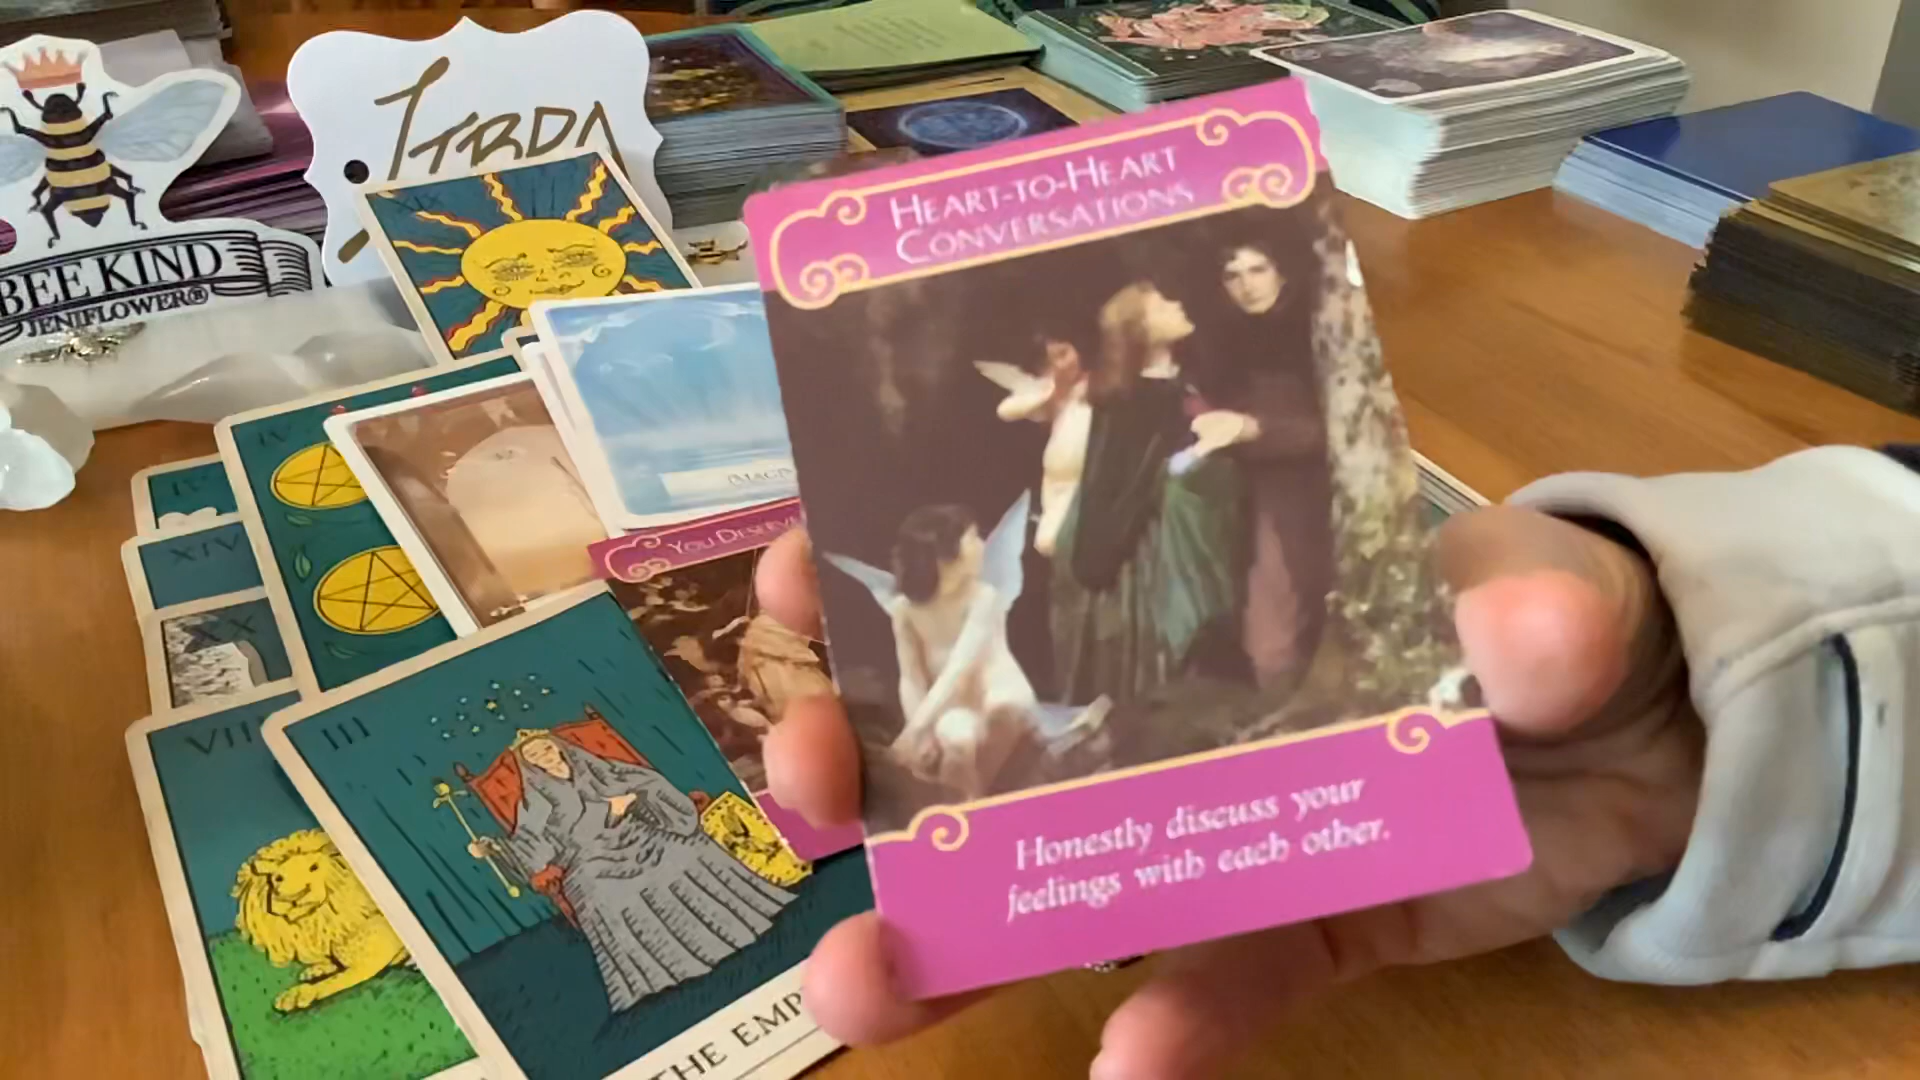 BEE KIND
JENIFLOWER®
XIX
HEART-TO-HEART
CONVERSATIONS
Honestly discuss your
feelings with each other.
IV
IV
XIV
XX
YOU DESERVE
VII
III
THE EMP